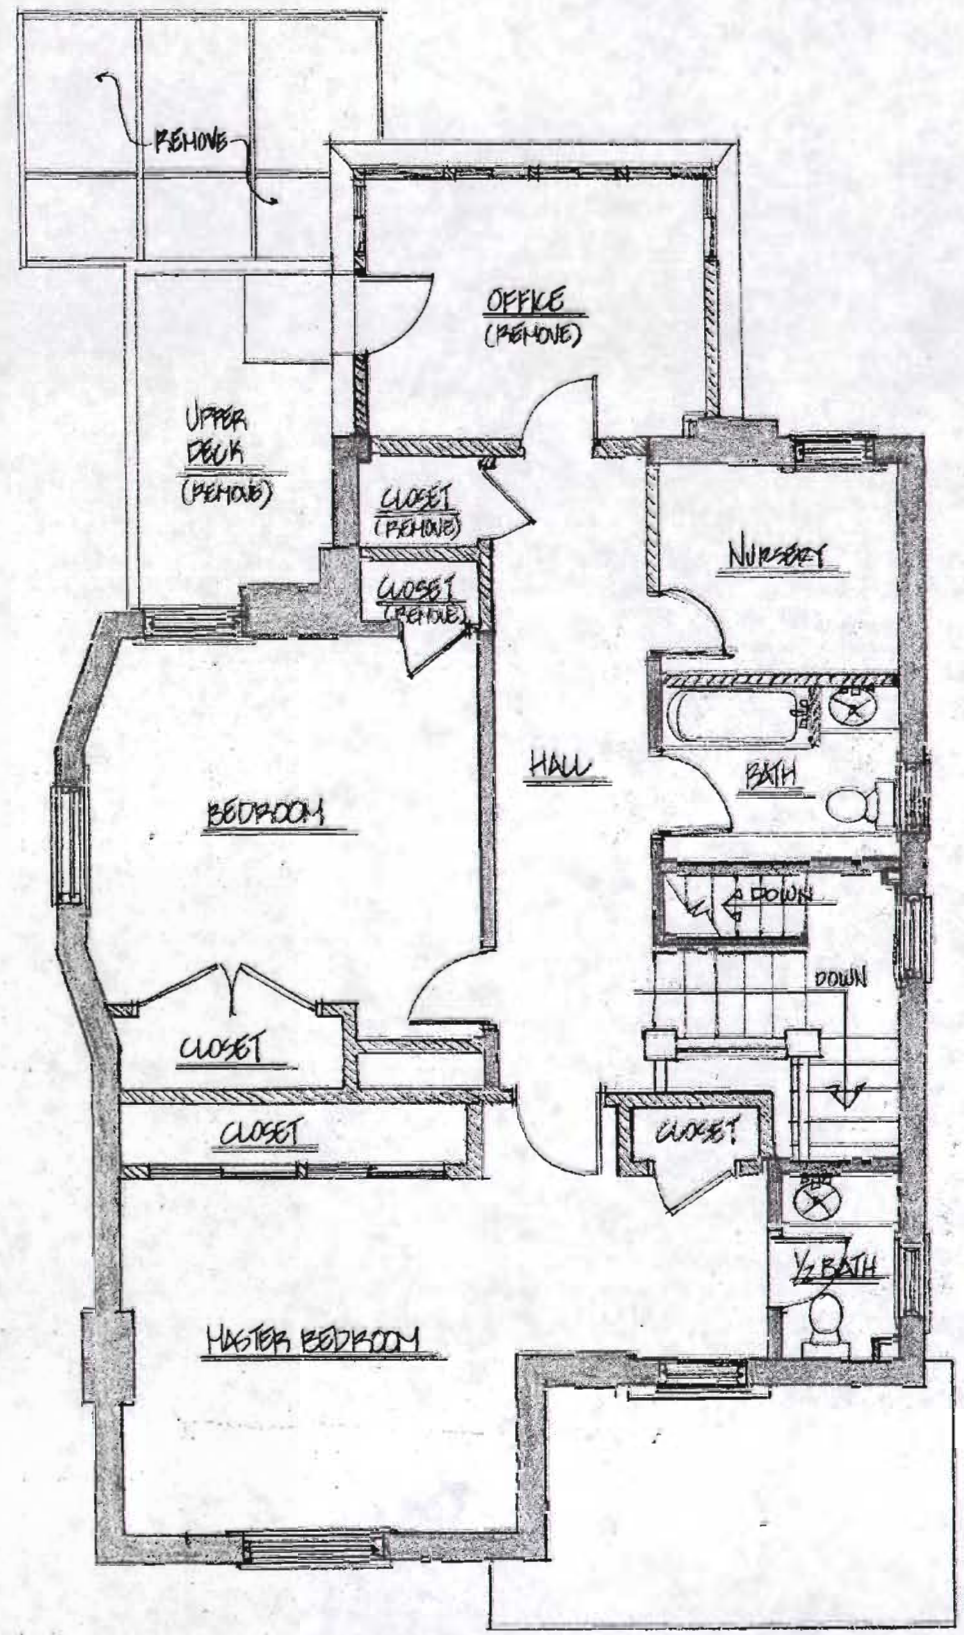 REMOVE
OFFICE
(REMOVE)
UPPER
DECK
(REMOVE)
CLOSET
(REMOVE)
CLOSET
(REMOVE)
NURSERY
HALL
BATH
BEDROOM
DOWN
DOWN
CLOSET
CLOSET
CLOSET
½ BATH
MASTER BEDROOM